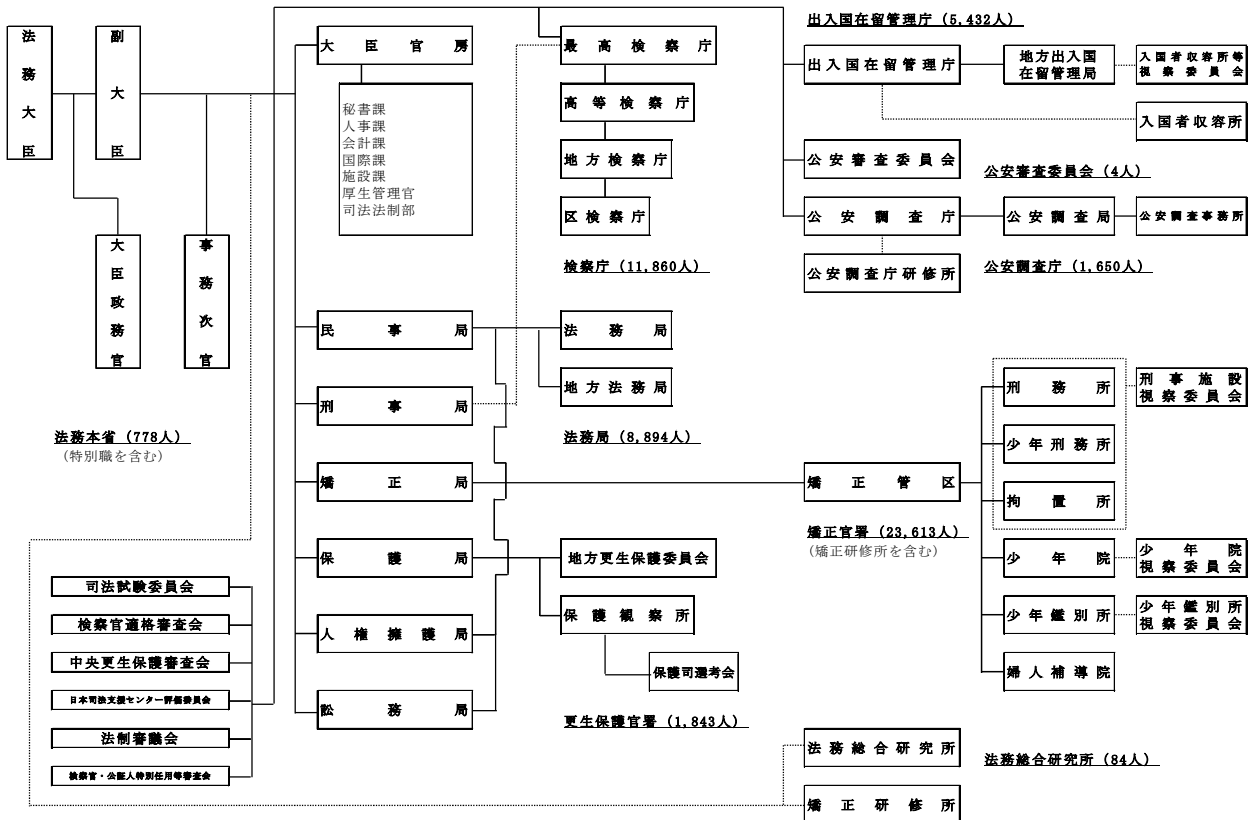 法務大臣
副大臣
大臣政務官
事務次官
法務本省 (778人)
(特別職を含む)
司法試験委員会
検察官適格審査会
中央更生保護審査会
日本司法支援センター評価委員会
法制審議会
検察官・公証人特別任用等審査会
大臣官房
秘書課
人事課
会計課
国際課
施設課
厚生管理官
司法法制部
民事局
刑事局
矯正局
保護局
人権擁護局
訟務局
最高検察庁
高等検察庁
地方検察庁
区検察庁
検察庁 (11,860人)
法務局
地方法務局
法務局 (8,894人)
地方更生保護委員会
保護観察所
保護司選考会
更生保護官署 (1,843人)
出入国在留管理庁 (5,432人)
出入国在留管理庁
地方出入国
在留管理局
入国者収容所等
視察委員会
入国者収容所
公安審査委員会
公安審査委員会 (4人)
公安調査庁
公安調査局
公安調査事務所
公安調査庁研修所
公安調査庁 (1,650人)
矯正管区
矯正官署 (23,613人)
(矯正研修所を含む)
刑務所
刑事施設
視察委員会
少年刑務所
拘置所
少年院
少年院
視察委員会
少年鑑別所
少年鑑別所
視察委員会
婦人補導院
法務総合研究所
法務総合研究所 (84人)
矯正研修所